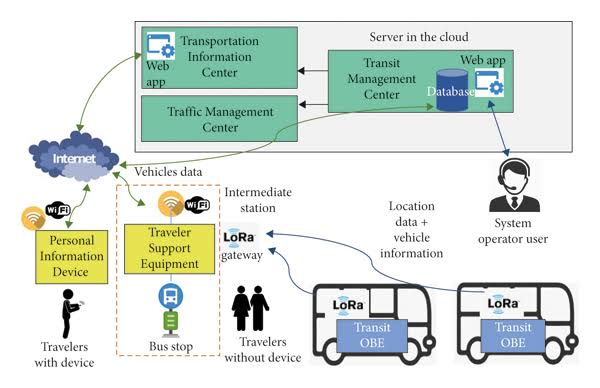 Server in the cloud
Transportation
Information
Center
Web
app
Transit
Management
Center
Web app
Database
Traffic Management
Center
Internet
Vehicles data
WiFi
Personal
Information
Device
Travelers
with device
WiFi
Traveler
Support
Equipment
Bus stop
Intermediate
station
LoRa
gateway
Travelers
without device
Location
data +
vehicle
information
System
operator user
LoRa
Transit
OBE
LoRa
Transit
OBE